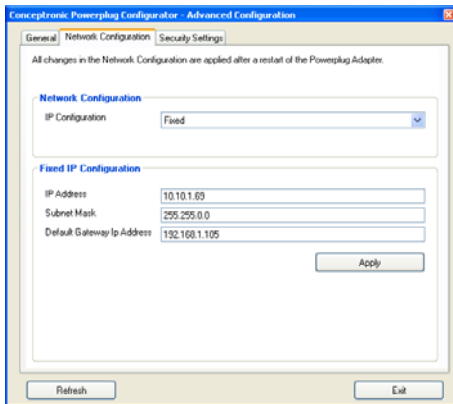 Conceptronic Powerplug Configurator - Advanced Configuration
General Network Configuration Security Settings
All changes in the Network Configuration are applied after a restart of the Powerplug Adapter.
Network Configuration
IP Configuration Fixed
Fixed IP Configuration
IP Address 10.10.1.69
Subnet Mask 255.255.0.0
Default Gateway Ip Address 192.168.1.105
Apply
Refresh Exit